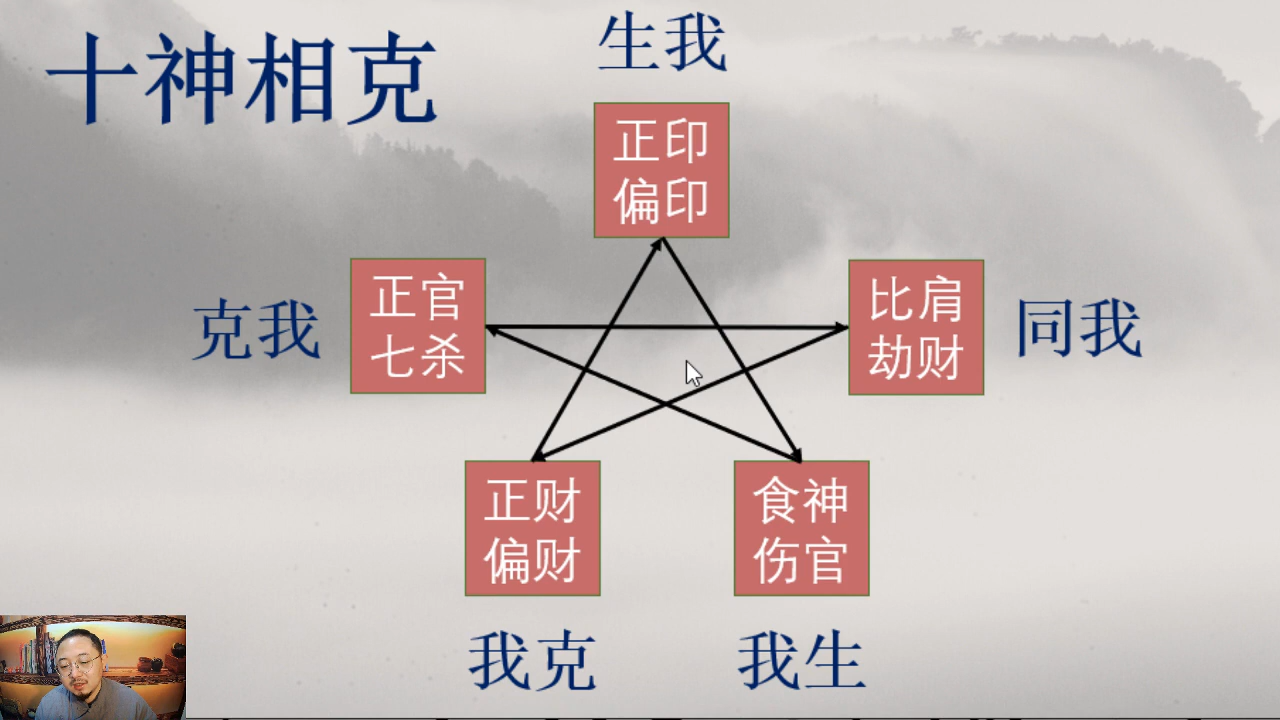 十神相克
生我
正印
偏印
克我
正官
七杀
比肩
劫财
同我
正财
偏财
食神
伤官
我克
我生